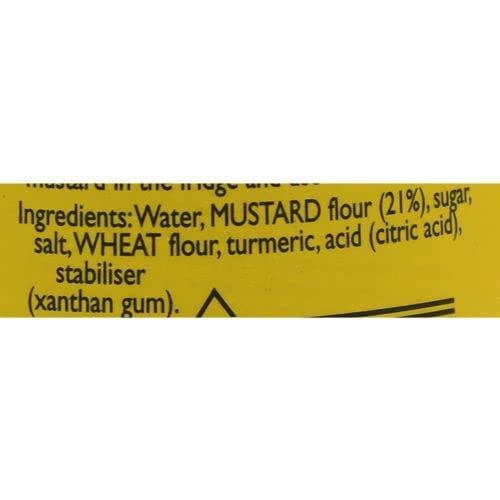 mustard in the fridge and
Ingredients: Water, MUSTARD flour (21%), sugar,
salt, WHEAT flour, turmeric, acid (citric acid),
stabiliser
(xanthan gum).